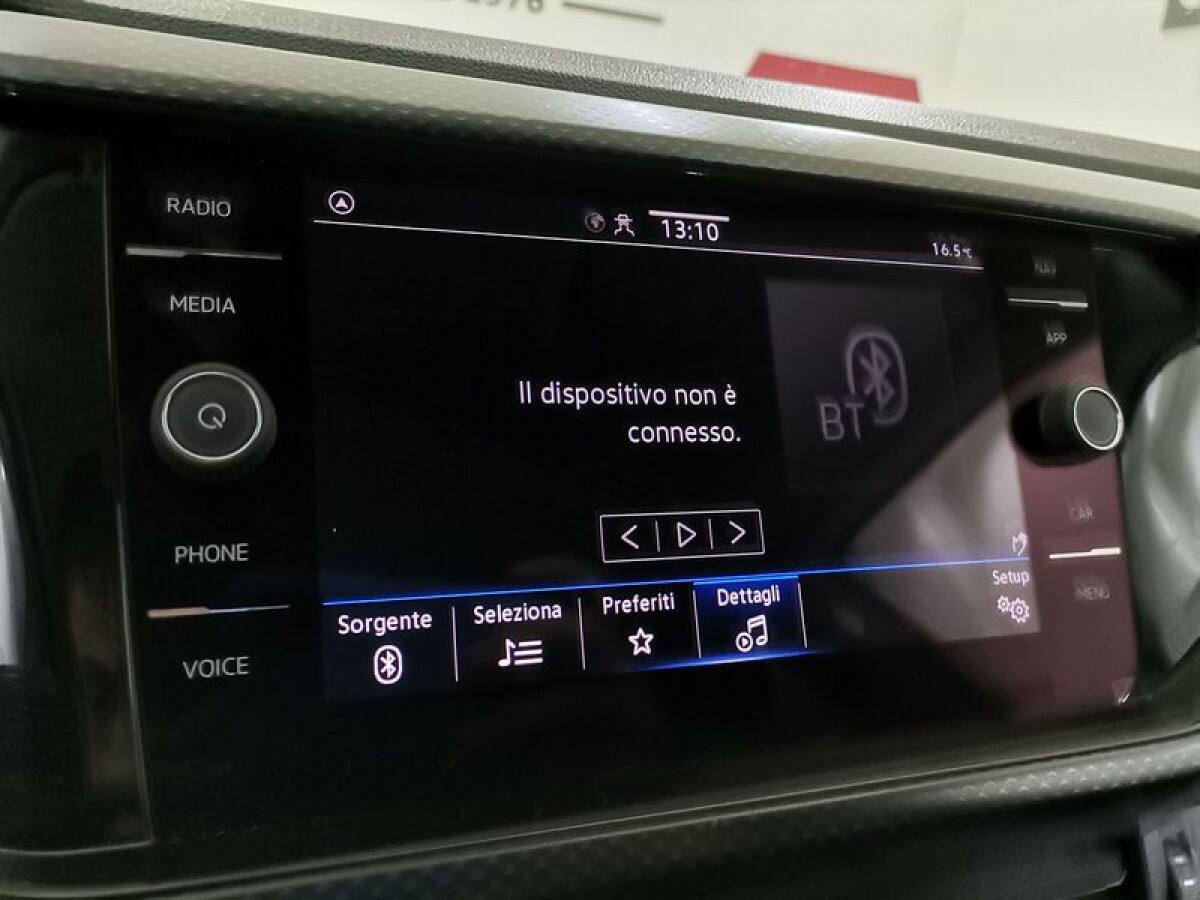 1976
RADIO
MEDIA
PHONE
VOICE
13:10
16.5°C
Il dispositivo non è
connesso.
BT
Sorgente
Seleziona
Preferiti
Dettagli
Setup
NAV
APP
CAR
MENU